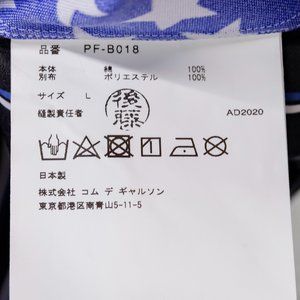 品番 PF-B018
本体 綿 100%
別布 ポリエステル 100%
サイズ L
縫製責任者 後藤 AD2020
日本製
株式会社 コム デ ギャルソン
東京都港区南青山5-11-5